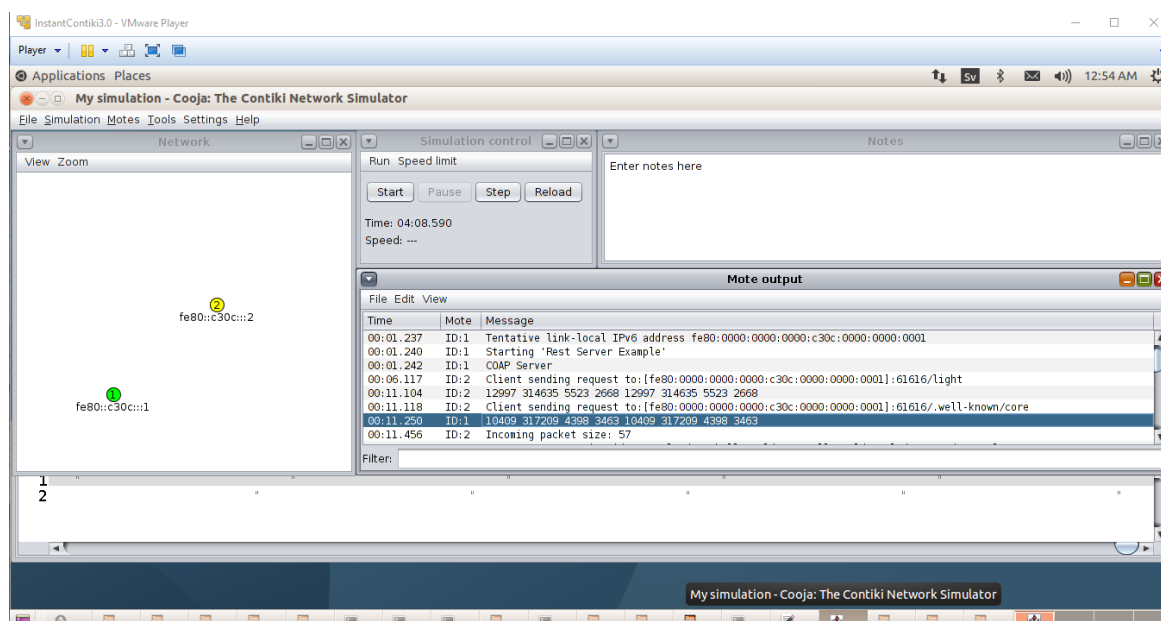 InstantContiki3.0 - VMware Player
Player
Applications Places
Sv 12:54 AM
My simulation - Cooja: The Contiki Network Simulator
File Simulation Motes Tools Settings Help
Network
View Zoom
2
fe80::c30c:::2
1
fe80::c30c:::1
Simulation control
Run Speed limit
Start Pause Step Reload
Time: 04:08.590
Speed: ---
Notes
Enter notes here
Mote output
File Edit View
Time Mote Message
00:01.237 ID:1 Tentative link-local IPv6 address fe80:0000:0000:0000:c30c:0000:0000:0001
00:01.240 ID:1 Starting 'Rest Server Example'
00:01.242 ID:1 COAP Server
00:06.117 ID:2 Client sending request to:[fe80:0000:0000:0000:c30c:0000:0000:0001]:61616/light
00:11.104 ID:2 12997 314635 5523 2668 12997 314635 5523 2668
00:11.118 ID:2 Client sending request to:[fe80:0000:0000:0000:c30c:0000:0000:0001]:61616/.well-known/core
00:11.250 ID:1 10409 317209 4398 3463 10409 317209 4398 3463
00:11.456 ID:2 Incoming packet size: 57
Filter:
1
2
My simulation - Cooja: The Contiki Network Simulator